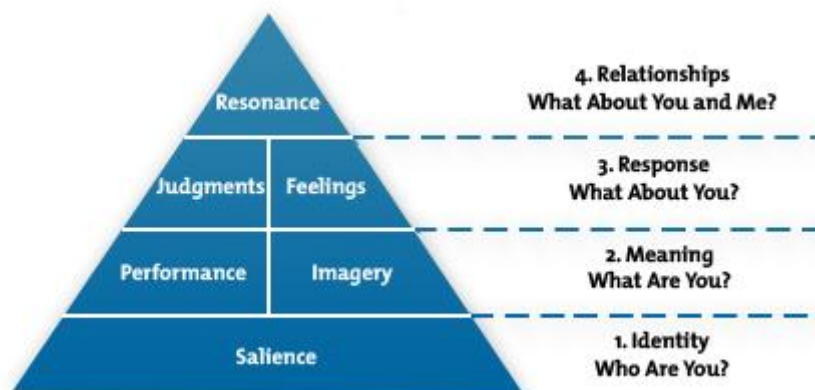 Resonance
4. Relationships
What About You and Me?
Judgments
Feelings
3. Response
What About You?
Performance
Imagery
2. Meaning
What Are You?
Salience
1. Identity
Who Are You?